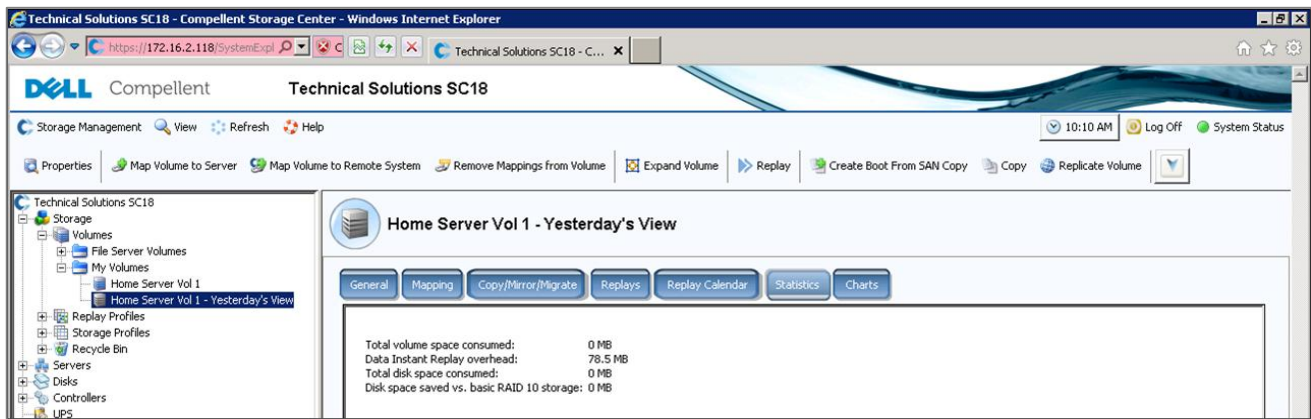 Technical Solutions SC18 - Compellent Storage Center - Windows Internet Explorer
https://172.16.2.118/SystemExpl
C
Technical Solutions SC18 - C...
DELL Compellent
Technical Solutions SC18
Storage Management View Refresh Help
10:10 AM Log Off System Status
Properties Map Volume to Server Map Volume to Remote System Remove Mappings from Volume Expand Volume Replay Create Boot From SAN Copy Copy Replicate Volume
Technical Solutions SC18
Storage
Volumes
File Server Volumes
My Volumes
Home Server Vol 1
Home Server Vol 1 - Yesterday's View
Replay Profiles
Storage Profiles
Recycle Bin
Servers
Disks
Controllers
UPS
Home Server Vol 1 - Yesterday's View
General Mapping Copy/Mirror/Migrate Replays Replay Calendar Statistics Charts
Total volume space consumed: 0 MB
Data Instant Replay overhead: 78.5 MB
Total disk space consumed: 0 MB
Disk space saved vs. basic RAID 10 storage: 0 MB